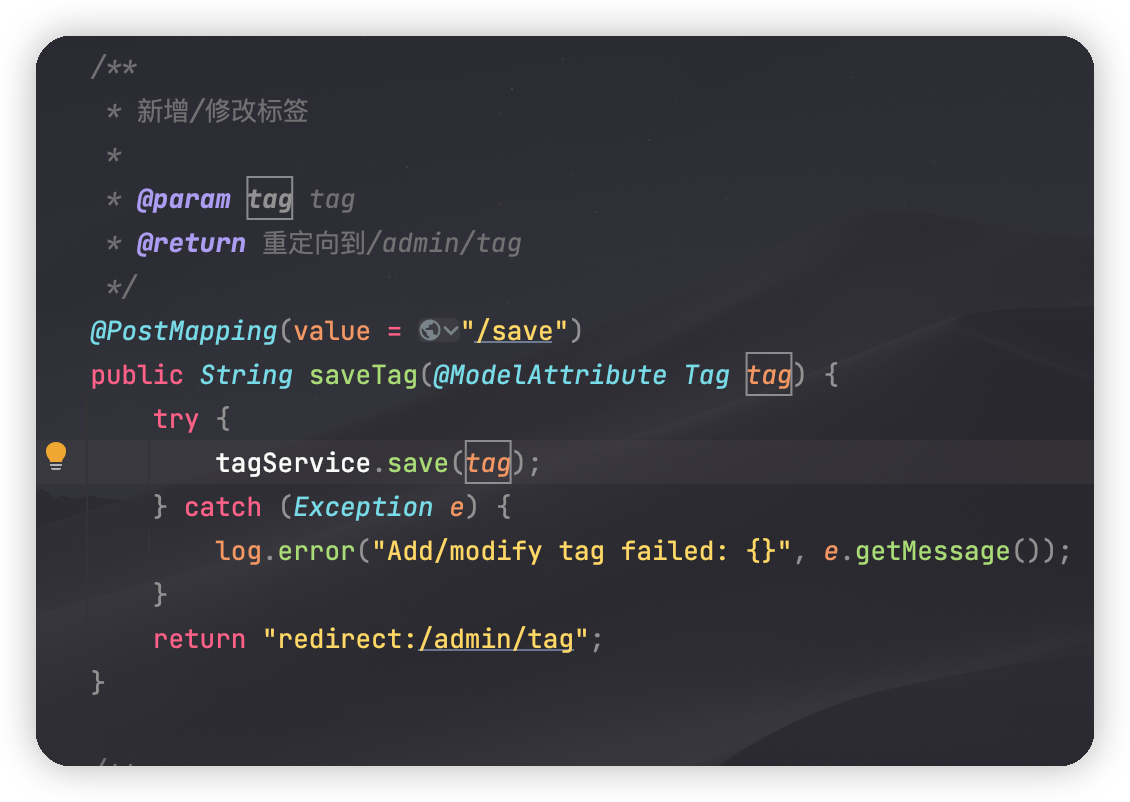 /**
 * 新增/修改标签
 *
 * @param tag tag
 * @return 重定向到/admin/tag
 */
@PostMapping(value = "/save")
public String saveTag(@ModelAttribute Tag tag) {
    try {
        tagService.save(tag);
    } catch (Exception e) {
        log.error("Add/modify tag failed: {}", e.getMessage());
    }
    return "redirect:/admin/tag";
}